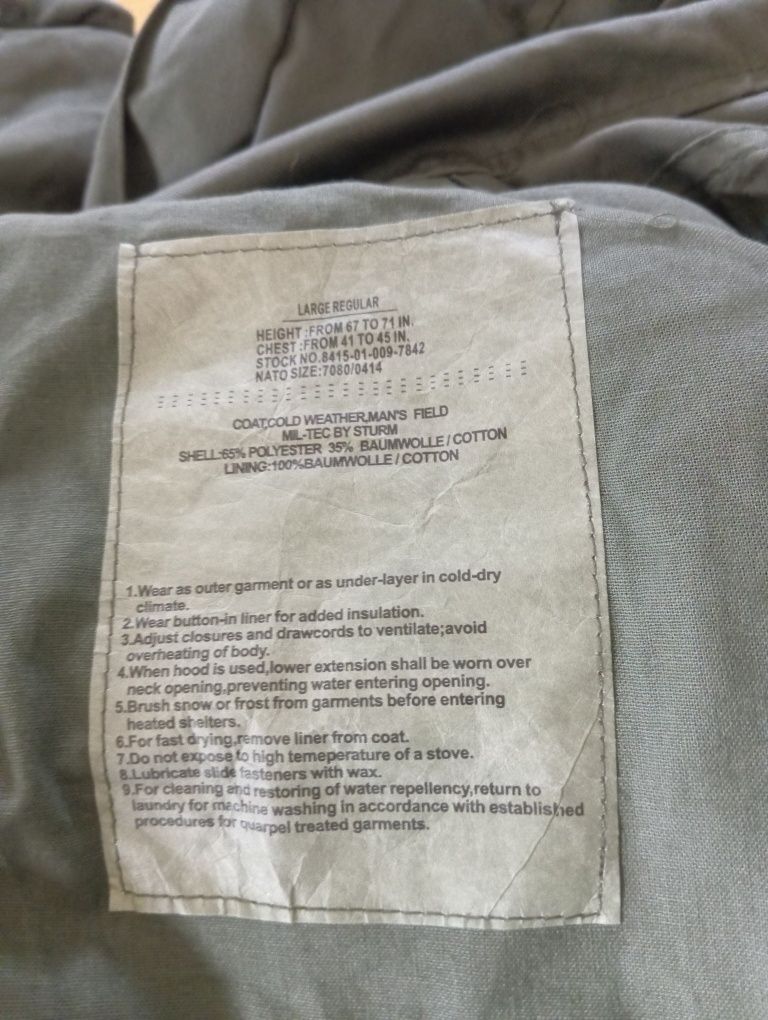 LARGE REGULAR
HEIGHT :FROM 67 TO 71 IN.
CHEST :FROM 41 TO 45 IN.
STOCK NO.8415-01-009-7842
NATO SIZE:7080/0414
COAT,COLD WEATHER,MAN'S FIELD
MIL-TEC BY STURM
SHELL:65% POLYESTER 35% BAUMWOLLE / COTTON
LINING:100%BAUMWOLLE / COTTON
1.Wear as outer garment or as under-layer in cold-dry
climate.
2.Wear button-in liner for added insulation.
3.Adjust closures and drawcords to ventilate;avoid
overheating of body.
4.When hood is used,lower extension shall be worn over
neck opening,preventing water entering opening.
5.Brush snow or frost from garments before entering
heated shelters.
6.For fast drying,remove liner from coat.
7.Do not expose to high temeperature of a stove.
8.Lubricate slide fasteners with wax.
9.For cleaning and restoring of water repellency,return to
laundry for machine washing in accordance with established
procedures for quarpel treated garments.